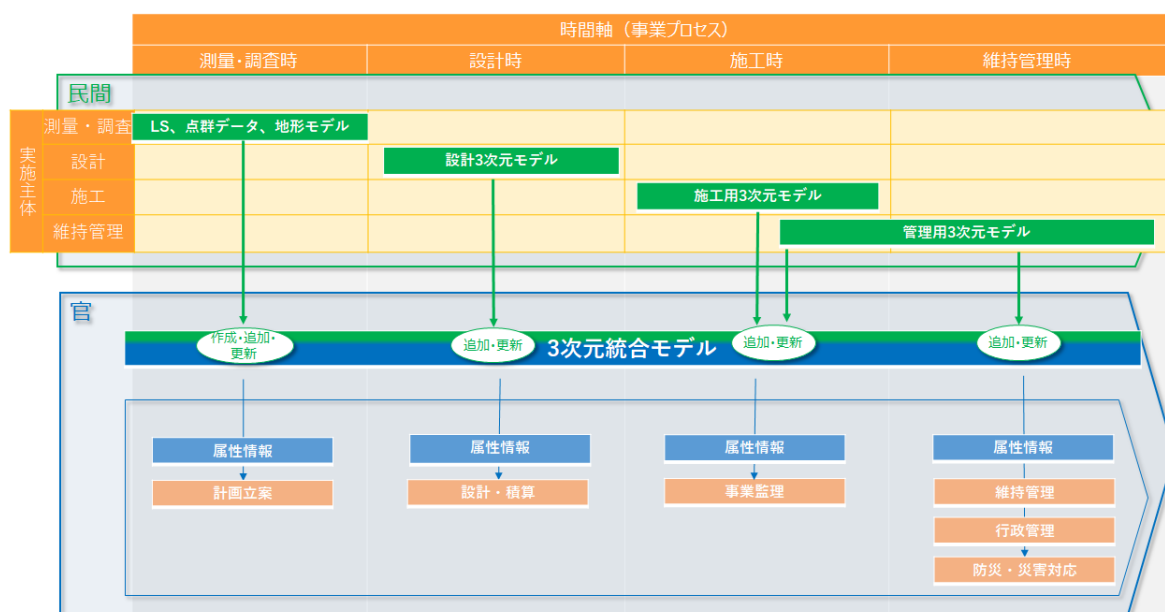 時間軸（事業プロセス）
測量・調査時
設計時
施工時
維持管理時
民間
実施主体
測量・調査
LS、点群データ、地形モデル
設計
設計3次元モデル
施工
施工用3次元モデル
維持管理
管理用3次元モデル
官
作成・追加・
更新
追加・更新
3次元統合モデル
追加・更新
追加・更新
属性情報
属性情報
属性情報
属性情報
計画立案
設計・積算
事業監理
維持管理
行政管理
防災・災害対応